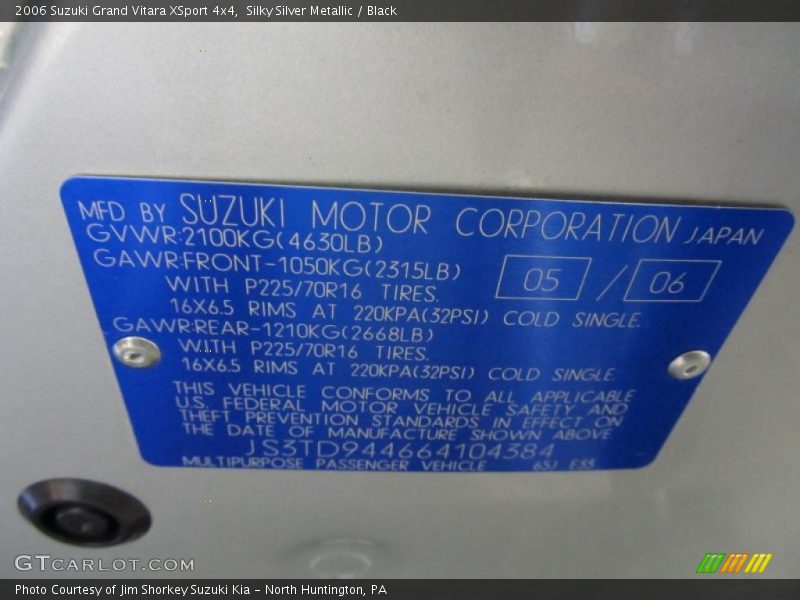 2006 Suzuki Grand Vitara XSport 4x4,  Silky Silver Metallic / Black
MFD BY SUZUKI MOTOR CORPORATION JAPAN
GVWR:2100KG(4630LB)
GAWR:FRONT-1050KG(2315LB)
WITH P225/70R16 TIRES.
05 / 06
16X6.5 RIMS AT 220KPA(32PSI) COLD SINGLE.
GAWR:REAR-1210KG(2668LB)
WITH P225/70R16 TIRES.
16X6.5 RIMS AT 220KPA(32PSI) COLD SINGLE.
THIS VEHICLE CONFORMS TO ALL APPLICABLE
U.S. FEDERAL MOTOR VEHICLE SAFETY AND
THEFT PREVENTION STANDARDS IN EFFECT ON
THE DATE OF MANUFACTURE SHOWN ABOVE
JS3TD944664104384
MULTIPURPOSE PASSENGER VEHICLE 65J E33
GTCARLOT.COM
Photo Courtesy of Jim Shorkey Suzuki Kia – North Huntington, PA